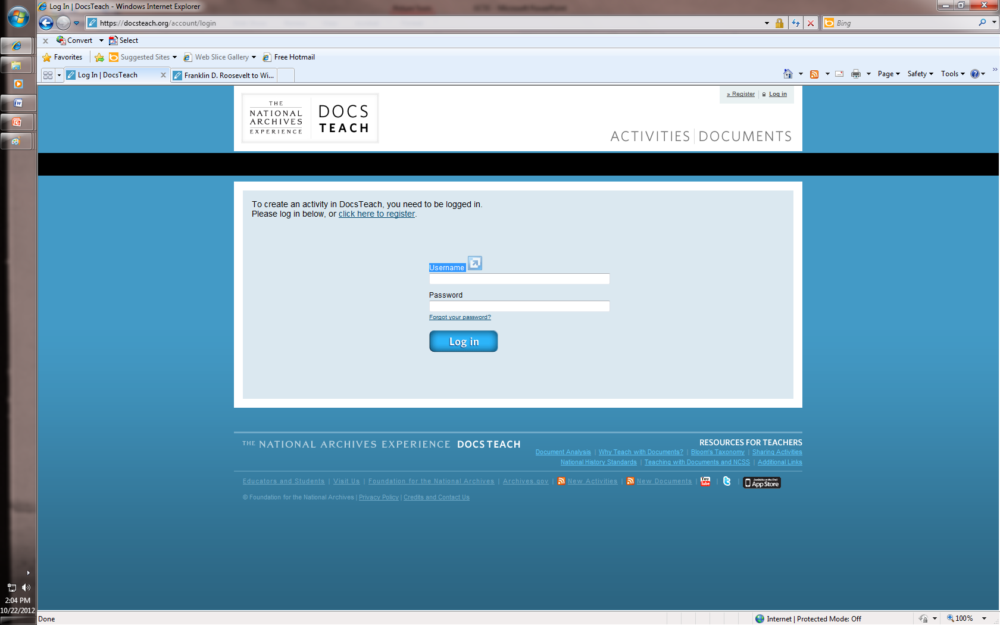 Log In | DocsTeach - Windows Internet Explorer
https://docsteach.org/account/login
Bing
x Convert Select
Favorites Suggested Sites Web Slice Gallery Free Hotmail
Log In | DocsTeach x Franklin D. Roosevelt to Wi...
Page Safety Tools
» Register Log in
THE
NATIONAL
ARCHIVES
EXPERIENCE
DOCS
TEACH
ACTIVITIES DOCUMENTS
To create an activity in DocsTeach, you need to be logged in.
Please log in below, or click here to register.
Username
Password
Forgot your password?
Log in
THE NATIONAL ARCHIVES EXPERIENCE DOCSTEACH
RESOURCES FOR TEACHERS
Document Analysis | Why Teach with Documents? | Bloom's Taxonomy | Sharing Activities
National History Standards | Teaching with Documents and NCSS | Additional Links
Educators and Students | Visit Us | Foundation for the National Archives | Archives.gov | New Activities | New Documents | You Tube | t | Available on the iPod App Store
© Foundation for the National Archives | Privacy Policy | Credits and Contact Us
2:04 PM
10/22/2012
Done
Internet | Protected Mode: Off
100%